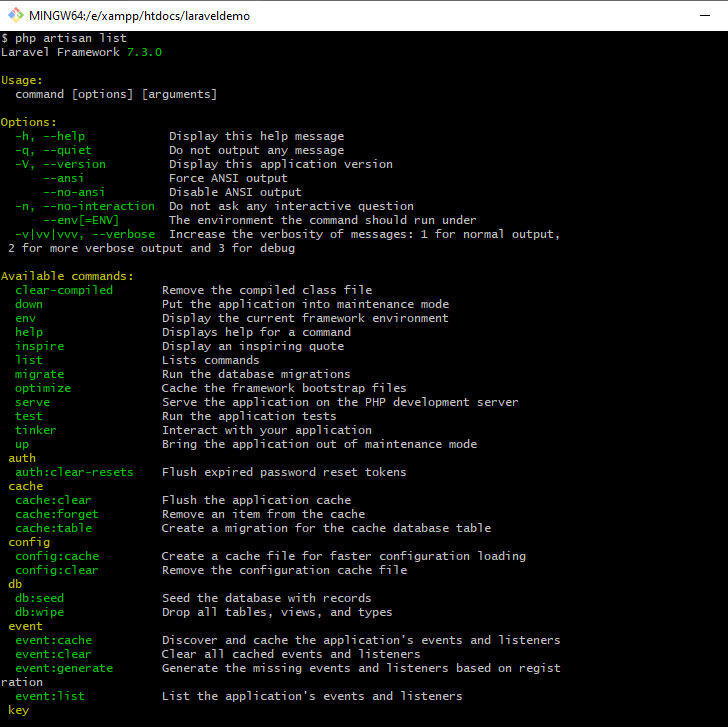 MINGW64:/e/xampp/htdocs/laraveldemo
$ php artisan list
Laravel Framework 7.3.0
Usage:
command [options] [arguments]
Options:
-h, --help Display this help message
-q, --quiet Do not output any message
-V, --version Display this application version
--ansi Force ANSI output
--no-ansi Disable ANSI output
-n, --no-interaction Do not ask any interactive question
--env[=ENV] The environment the command should run under
-v|vv|vvv, --verbose Increase the verbosity of messages: 1 for normal output,
2 for more verbose output and 3 for debug
Available commands:
clear-compiled Remove the compiled class file
down Put the application into maintenance mode
env Display the current framework environment
help Displays help for a command
inspire Display an inspiring quote
list Lists commands
migrate Run the database migrations
optimize Cache the framework bootstrap files
serve Serve the application on the PHP development server
test Run the application tests
tinker Interact with your application
up Bring the application out of maintenance mode
auth
auth:clear-resets Flush expired password reset tokens
cache
cache:clear Flush the application cache
cache:forget Remove an item from the cache
cache:table Create a migration for the cache database table
config
config:cache Create a cache file for faster configuration loading
config:clear Remove the configuration cache file
db
db:seed Seed the database with records
db:wipe Drop all tables, views, and types
event
event:cache Discover and cache the application's events and listeners
event:clear Clear all cached events and listeners
event:generate Generate the missing events and listeners based on regist
ration
event:list List the application's events and listeners
key